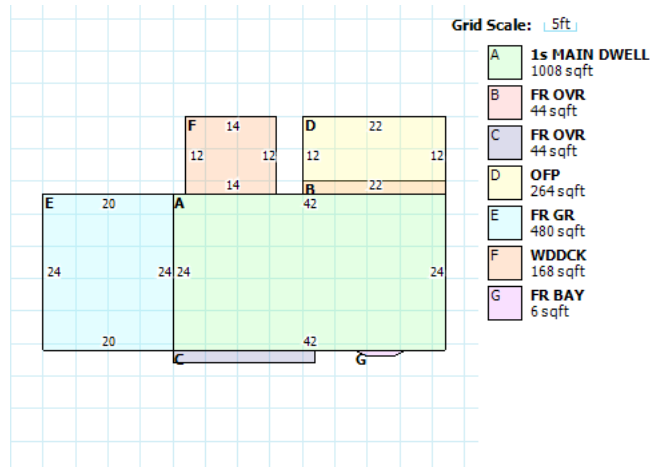 Grid Scale: 5ft
A 1s MAIN DWELL
1008 sqft
B FR OVR
44 sqft
C FR OVR
44 sqft
D OFP
264 sqft
E FR GR
480 sqft
F WDDCK
168 sqft
G FR BAY
6 sqft
F 14 D 22
12 12 12 12
14 B 22
E 20 A 42
24 24 24 24
20 42
C G